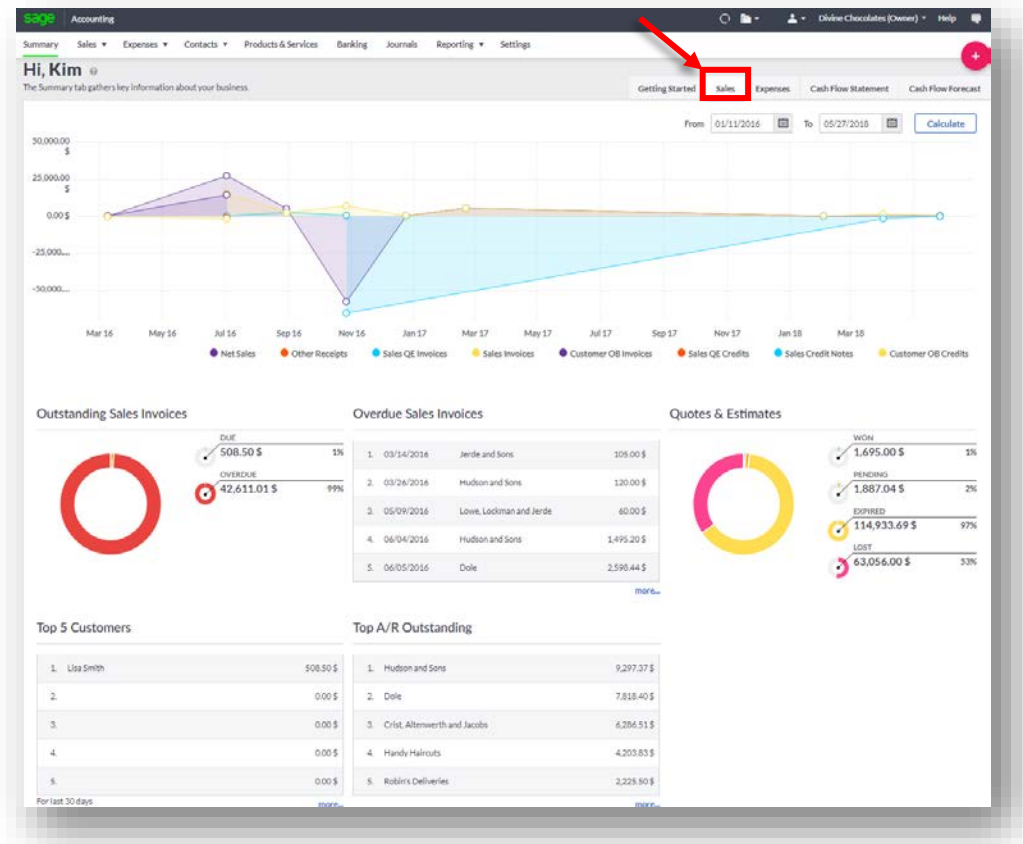 sage Accounting Divine Chocolates (Owner) Help
Summary Sales Expenses Contacts Products & Services Banking Journals Reporting Settings
+
Hi, Kim
The Summary tab gathers key information about your business.
Getting Started Sales Expenses Cash Flow Statement Cash Flow Forecast
From 01/11/2016 To 05/27/2018 Calculate
50,000.00
$
25,000.00
$
0.00 $
-25,000....
-50,000....
Mar 16 May 16 Jul 16 Sep 16 Nov 16 Jan 17 Mar 17 May 17 Jul 17 Sep 17 Nov 17 Jan 18 Mar 18
Net Sales Other Receipts Sales QE Invoices Sales Invoices Customer OB Invoices Sales QE Credits Sales Credit Notes Customer OB Credits
Outstanding Sales Invoices
DUE
508.50 $ 1%
OVERDUE
42,611.01 $ 99%
Overdue Sales Invoices
1. 03/14/2016 Jerde and Sons 105.00 $
2. 03/26/2016 Hudson and Sons 120.00 $
3. 05/09/2016 Lowe, Lockman and Jerde 60.00 $
4. 06/04/2016 Hudson and Sons 1,495.20 $
5. 06/05/2016 Dole 2,598.44 $
more...
Quotes & Estimates
WON
1,695.00 $ 1%
PENDING
1,887.04 $ 2%
EXPIRED
114,933.69 $ 97%
LOST
63,056.00 $ 53%
Top 5 Customers
1. Lisa Smith 508.50 $
2. 0.00 $
3. 0.00 $
4. 0.00 $
5. 0.00 $
For last 30 days more...
Top A/R Outstanding
1. Hudson and Sons 9,297.37 $
2. Dole 7,818.40 $
3. Crist, Altenwerth and Jacobs 6,286.51 $
4. Handy Haircuts 4,203.83 $
5. Robin's Deliveries 2,225.50 $
more...